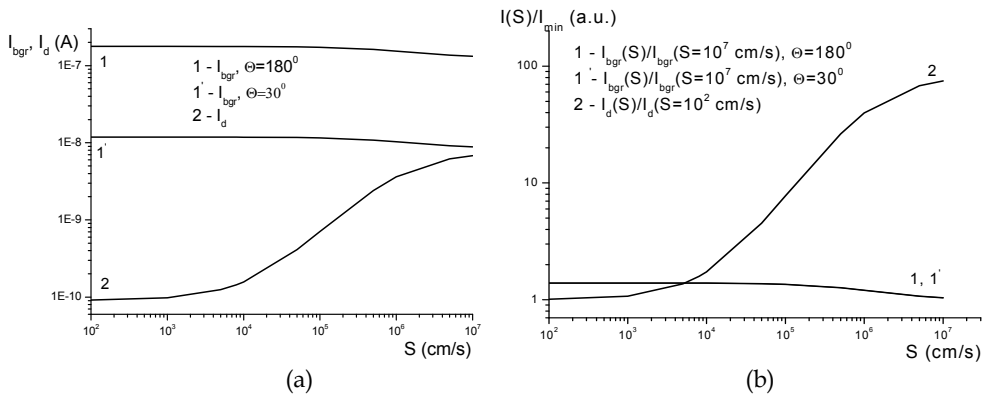 I_bgr, I_d (A)
1E-7
1E-8
1E-9
1E-10
1
1 - I_bgr, Θ=180⁰
1' - I_bgr, Θ=30⁰
2 - I_d
1'
2
10² 10³ 10⁴ 10⁵ 10⁶ 10⁷
S (cm/s)
(a)
I(S)/I_min (a.u.)
100
10
1
1 - I_bgr(S)/I_bgr(S=10⁷ cm/s), Θ=180⁰
1' - I_bgr(S)/I_bgr(S=10⁷ cm/s), Θ=30⁰
2 - I_d(S)/I_d(S=10² cm/s)
2
1, 1'
10² 10³ 10⁴ 10⁵ 10⁶ 10⁷
S (cm/s)
(b)